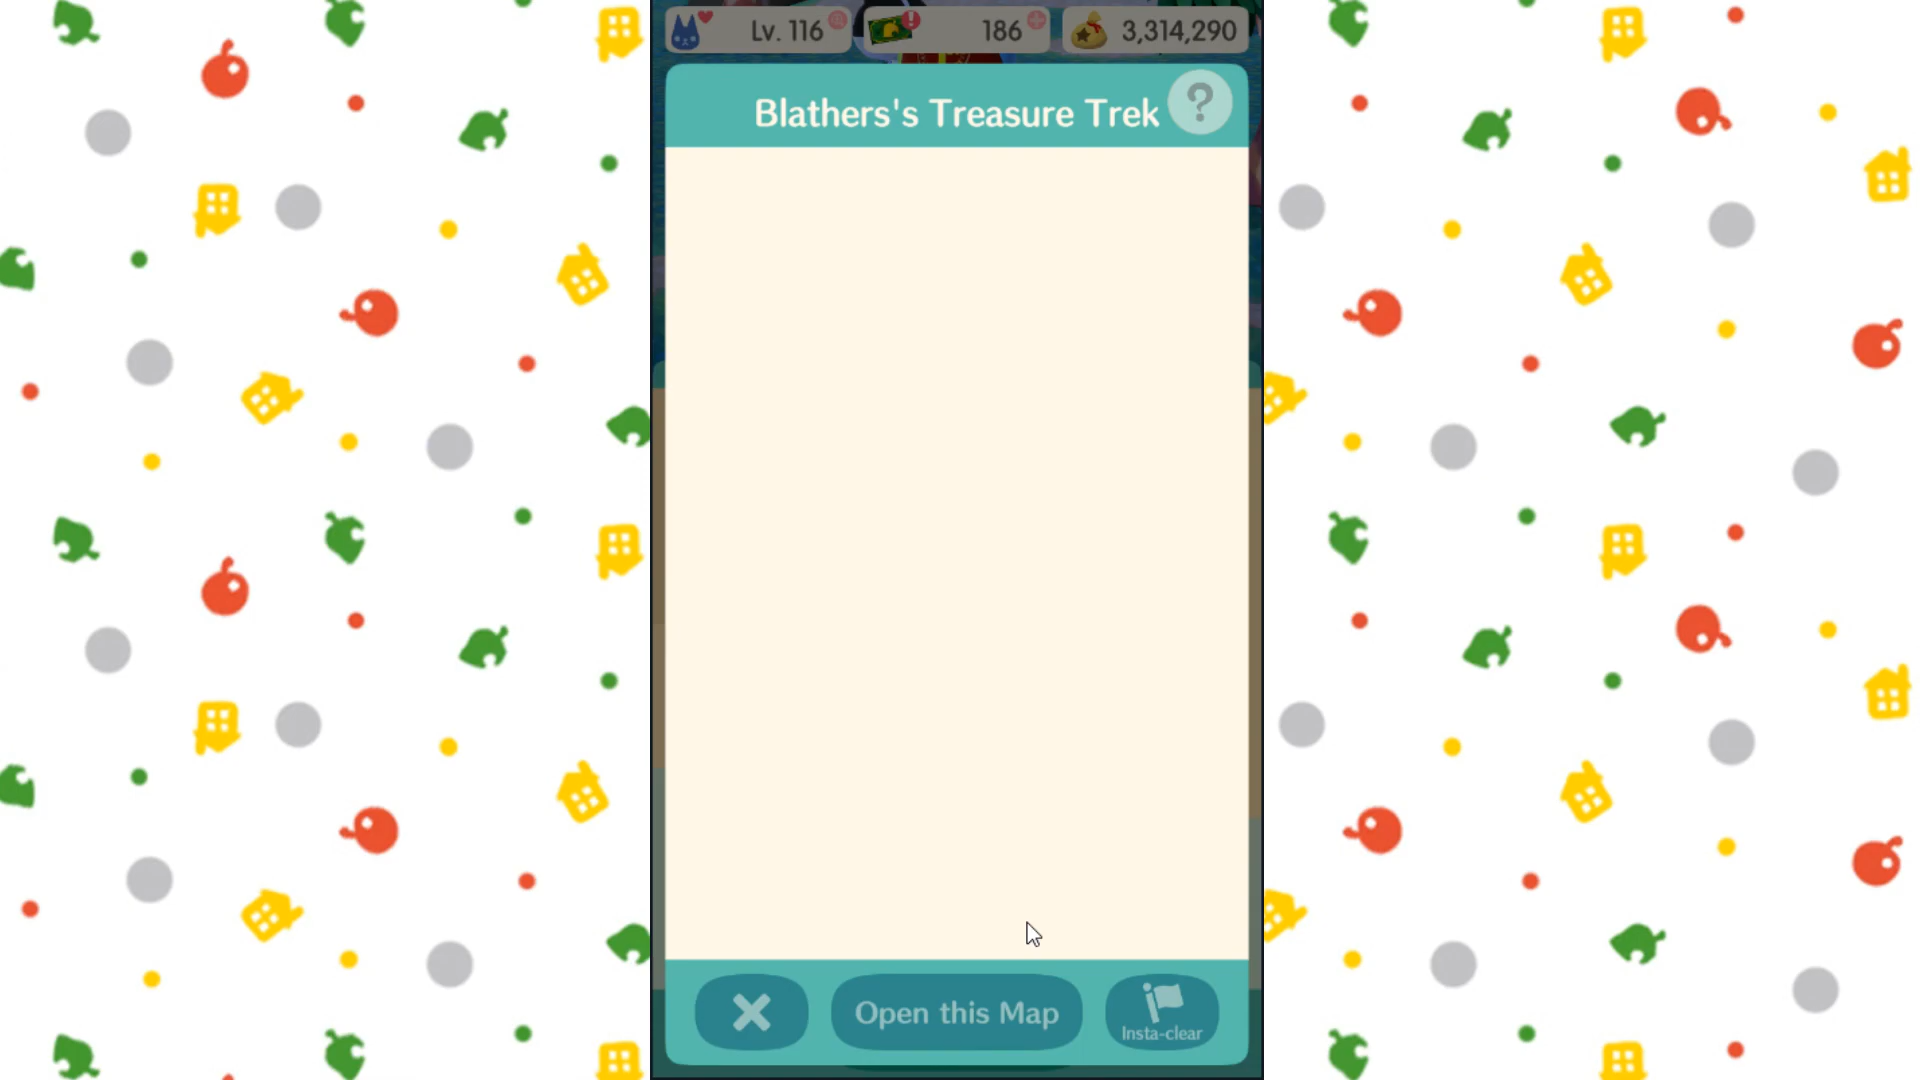 Lv. 116
186
3,314,290
Blathers's Treasure Trek
?
Open this Map
Insta-clear